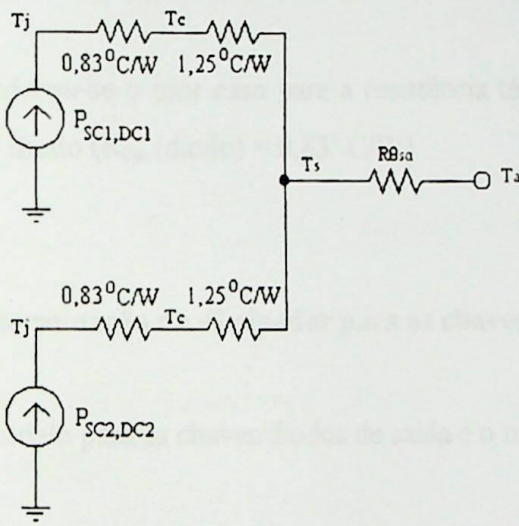 Tj
Tc
0,83°C/W 1,25°C/W
P SC1,DC1
Ts
Rθsa
Ta
0,83°C/W 1,25°C/W
Tj
Tc
P SC2,DC2